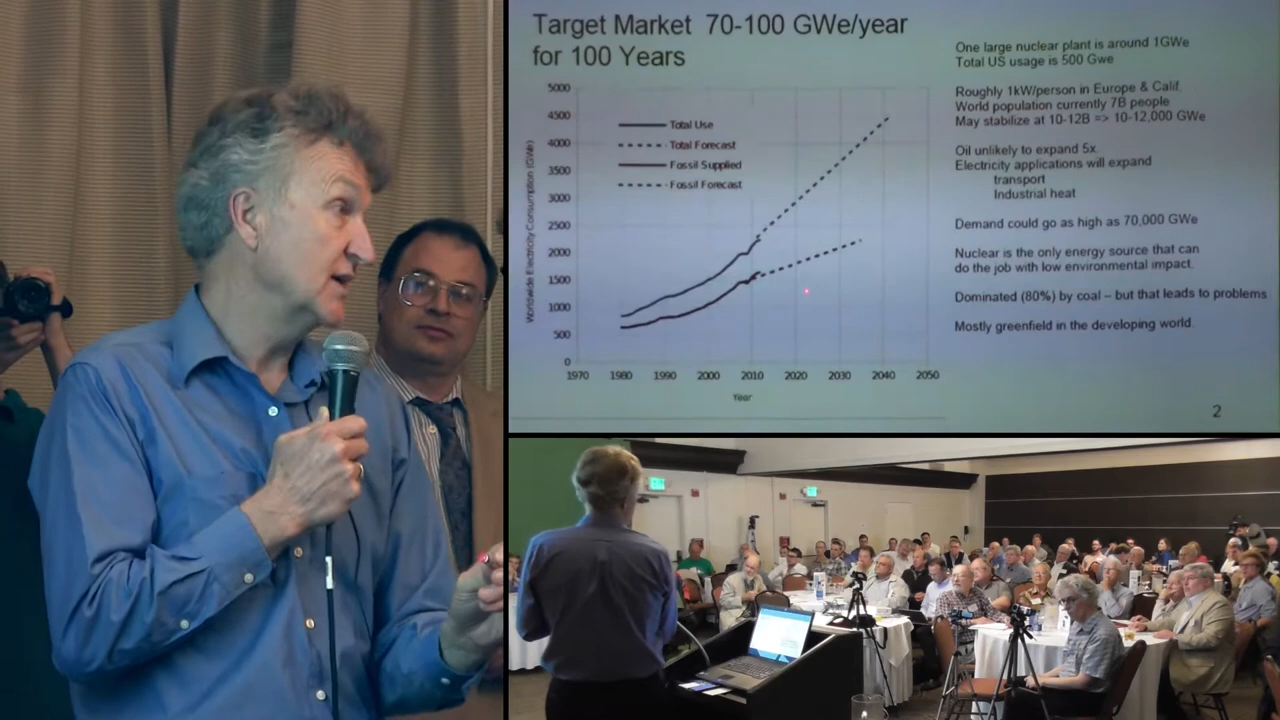 Target Market 70-100 GWe/year
for 100 Years
One large nuclear plant is around 1GWe
Total US usage is 500 Gwe
Roughly 1kW/person in Europe & Calif.
World population currently 7B people
May stabilize at 10-12B => 10-12,000 GWe
Oil unlikely to expand 5x.
Electricity applications will expand
transport
Industrial heat
Demand could go as high as 70,000 GWe
Nuclear is the only energy source that can
do the job with low environmental impact.
Dominated (80%) by coal – but that leads to problems
Mostly greenfield in the developing world.
Worldwide Electricity Consumption (GWe)
5000
4500
4000
3500
3000
2500
2000
1500
1000
500
0
Total Use
Total Forecast
Fossil Supplied
Fossil Forecast
1970 1980 1990 2000 2010 2020 2030 2040 2050
Year
2